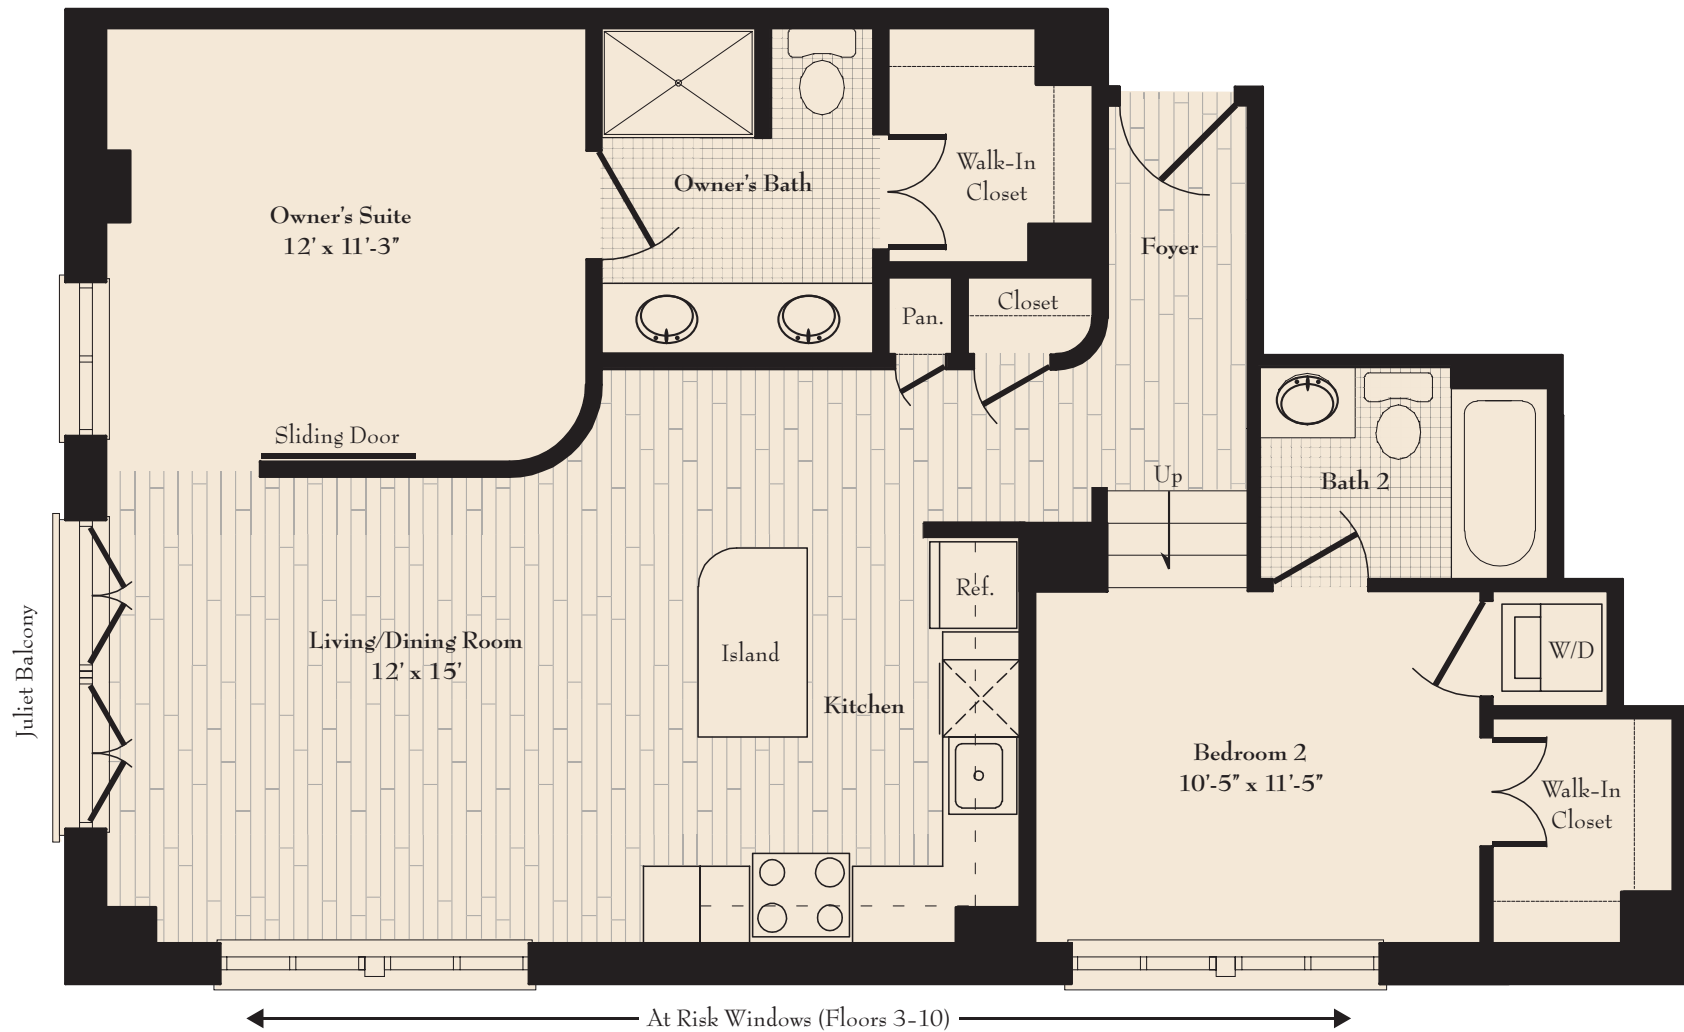 Owner's Suite
12' x 11'-3"
Owner's Bath
Walk-In
Closet
Foyer
Pan.
Closet
Sliding Door
Up
Bath 2
Juliet Balcony
Living/Dining Room
12' x 15'
Island
Ref.
Kitchen
W/D
Bedroom 2
10'-5" x 11'-5"
Walk-In
Closet
At Risk Windows (Floors 3-10)